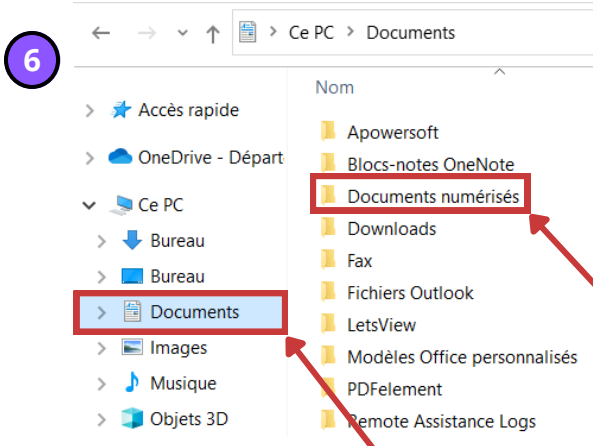 6
Ce PC > Documents
Nom
Accès rapide
OneDrive - Départ
Ce PC
Bureau
Bureau
Documents
Images
Musique
Objets 3D
Apowersoft
Blocs-notes OneNote
Documents numérisés
Downloads
Fax
Fichiers Outlook
LetsView
Modèles Office personnalisés
PDFelement
Remote Assistance Logs